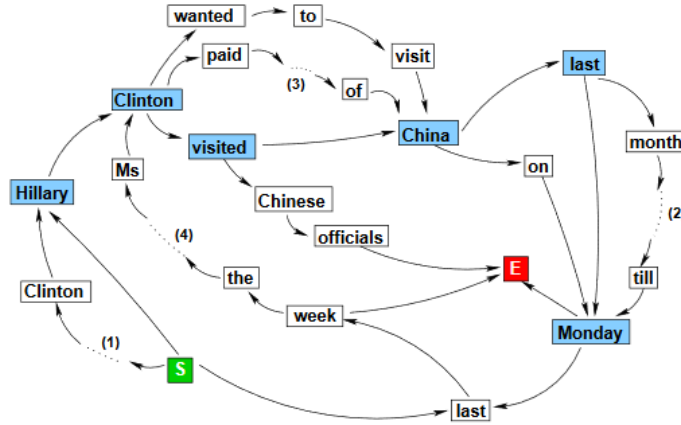 wanted
to
paid
(3)
of
visit
last
Clinton
visited
China
month
Ms
on
Hillary
Chinese
(2)
(4)
officials
Clinton
the
E
till
week
Monday
(1)
S
last